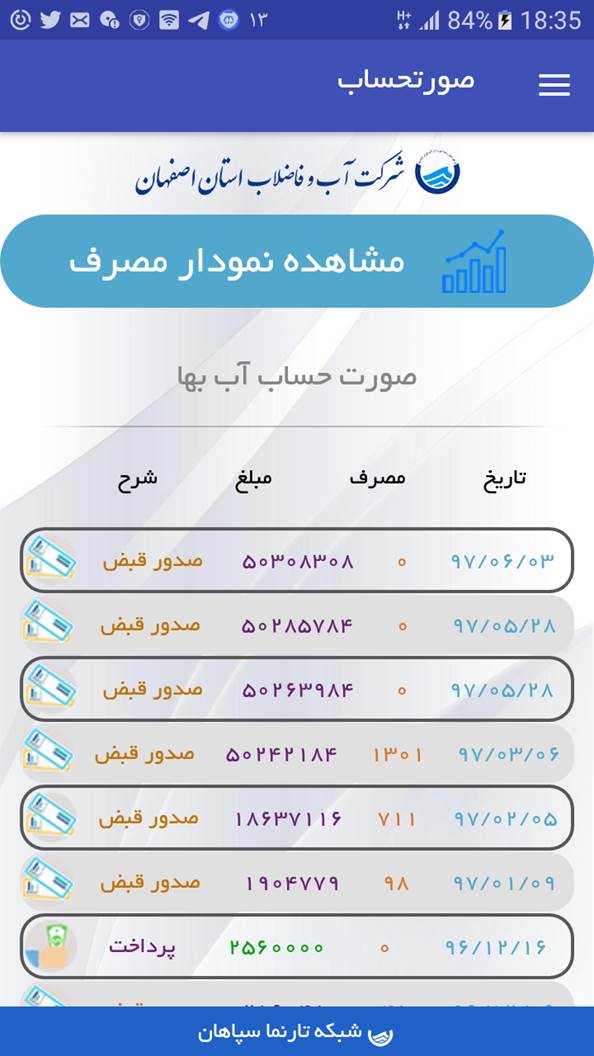 ۱۳ H+ 84% 18:35
صورتحساب
شرکت آب و فاضلاب استان اصفهان
مشاهده نمودار مصرف
صورت حساب آب بها
تاریخ مصرف مبلغ شرح
۹۷/۰۶/۰۳ ۰ ۵۰۳۰۸۳۰۸ صدور قبض
۹۷/۰۵/۲۸ ۰ ۵۰۲۸۵۷۸۴ صدور قبض
۹۷/۰۵/۲۸ ۰ ۵۰۲۶۳۹۸۴ صدور قبض
۹۷/۰۳/۰۶ ۱۳۰۱ ۵۰۲۴۲۱۸۴ صدور قبض
۹۷/۰۲/۰۵ ۷۱۱ ۱۸۶۳۷۱۱۶ صدور قبض
۹۷/۰۱/۰۹ ۹۸ ۱۹۰۴۷۷۹ صدور قبض
۹۶/۱۲/۱۶ ۰ ۲۵۶۰۰۰۰ پرداخت
شبکه تارنما سپاهان